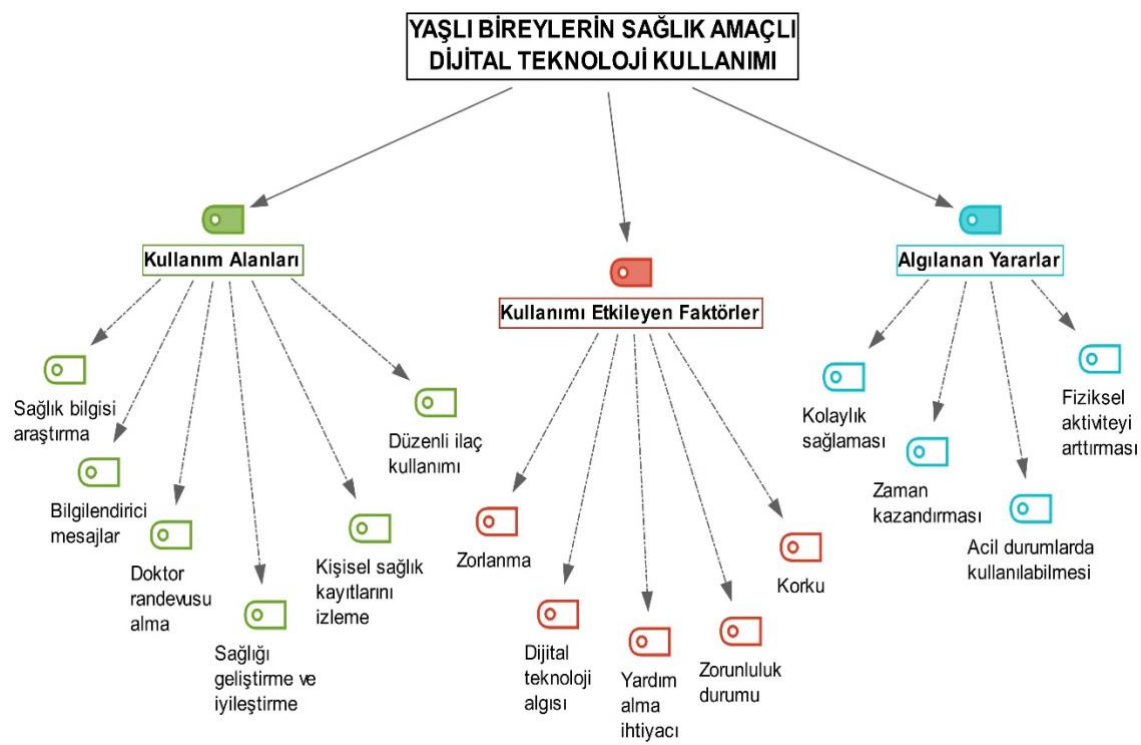 YAŞLI BİREYLERİN SAĞLIK AMAÇLI
DİJİTAL TEKNOLOJİ KULLANIMI
Kullanım Alanları
Sağlık bilgisi
araştırma
Bilgilendirici
mesajlar
Doktor
randevusu
alma
Sağlığı
geliştirme ve
iyileştirme
Kişisel sağlık
kayıtlarını
izleme
Düzenli ilaç
kullanımı
Kullanımı Etkileyen Faktörler
Zorlanma
Dijital
teknoloji
algısı
Yardım
alma
ihtiyacı
Zorunluluk
durumu
Korku
Algılanan Yararlar
Kolaylık
sağlaması
Zaman
kazandırması
Acil durumlarda
kullanılabilmesi
Fiziksel
aktiviteyi
arttırması